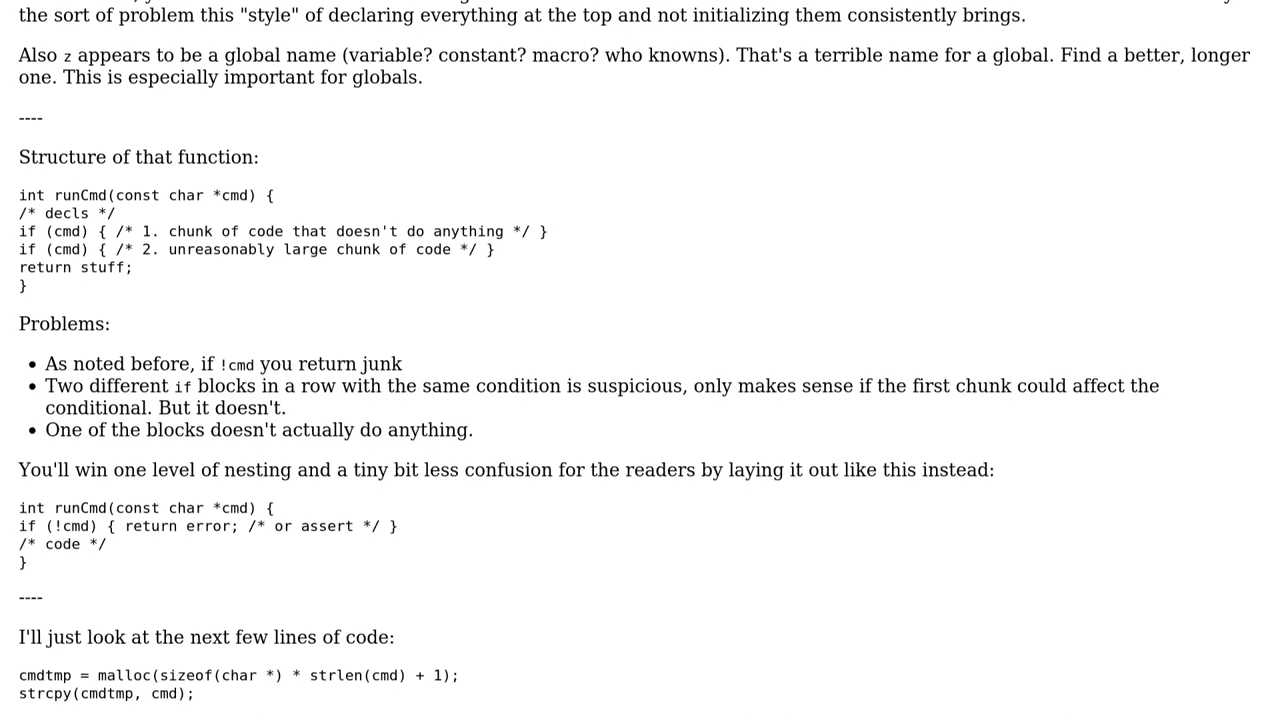 the sort of problem this "style" of declaring everything at the top and not initializing them consistently brings.
Also z appears to be a global name (variable? constant? macro? who knowns). That's a terrible name for a global. Find a better, longer
one. This is especially important for globals.
----
Structure of that function:
int runCmd(const char *cmd) {
/* decls */
if (cmd) { /* 1. chunk of code that doesn't do anything */ }
if (cmd) { /* 2. unreasonably large chunk of code */ }
return stuff;
}
Problems:
• As noted before, if !cmd you return junk
• Two different if blocks in a row with the same condition is suspicious, only makes sense if the first chunk could affect the
conditional. But it doesn't.
• One of the blocks doesn't actually do anything.
You'll win one level of nesting and a tiny bit less confusion for the readers by laying it out like this instead:
int runCmd(const char *cmd) {
if (!cmd) { return error; /* or assert */ }
/* code */
}
----
I'll just look at the next few lines of code:
cmdtmp = malloc(sizeof(char *) * strlen(cmd) + 1);
strcpy(cmdtmp, cmd);